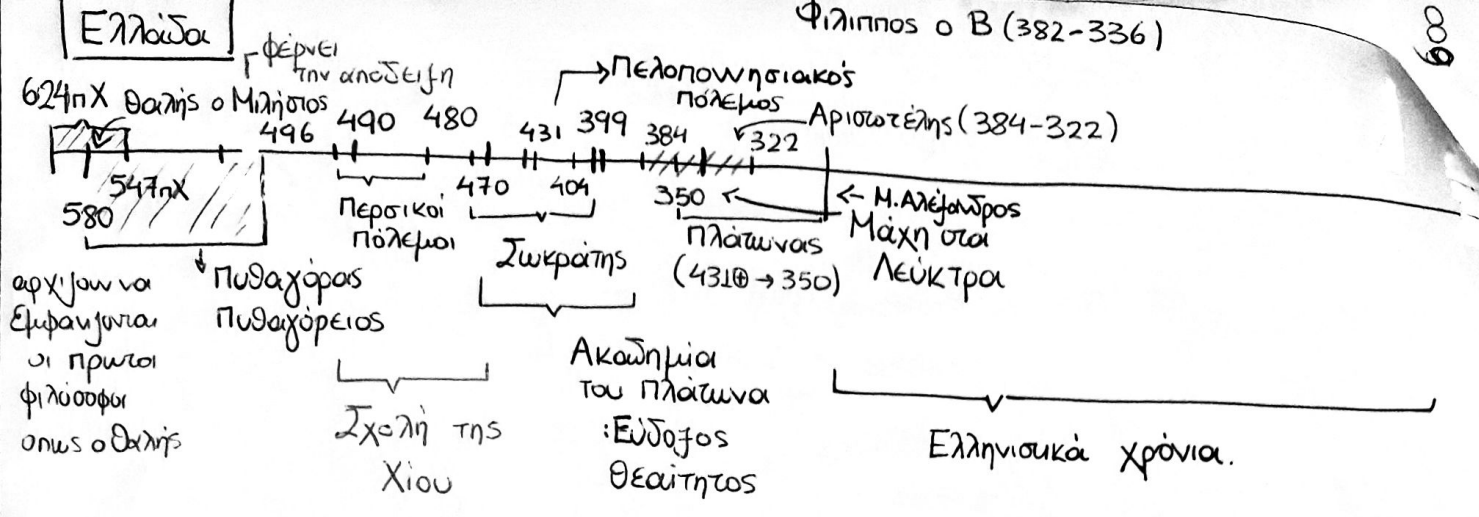 Ελλάδα
Φίλιππος ο Β (382-336)
φέρνει
την απόδειξη
624πΧ Θαλής ο Μιλήσιος
Πελοποννησιακός
πόλεμος
Αριστοτέλης (384-322)
496 490 480 431 399 384 322
547πΧ
580
470 404 350
← Μ. Αλέξανδρος
Μάχη στα
Λεύκτρα
Περσικοί
πόλεμοι
Σωκράτης
Πλάτωνας
(431⊕ → 350)
αρχίζουν να
εμφανίζονται
οι πρώτοι
φιλόσοφοι
όπως ο Θαλής
Πυθαγόρας
Πυθαγόρειος
Σχολή της
Χίου
Ακαδημία
του Πλάτωνα
:Εύδοξος
Θεαίτητος
Ελληνιστικά χρόνια.